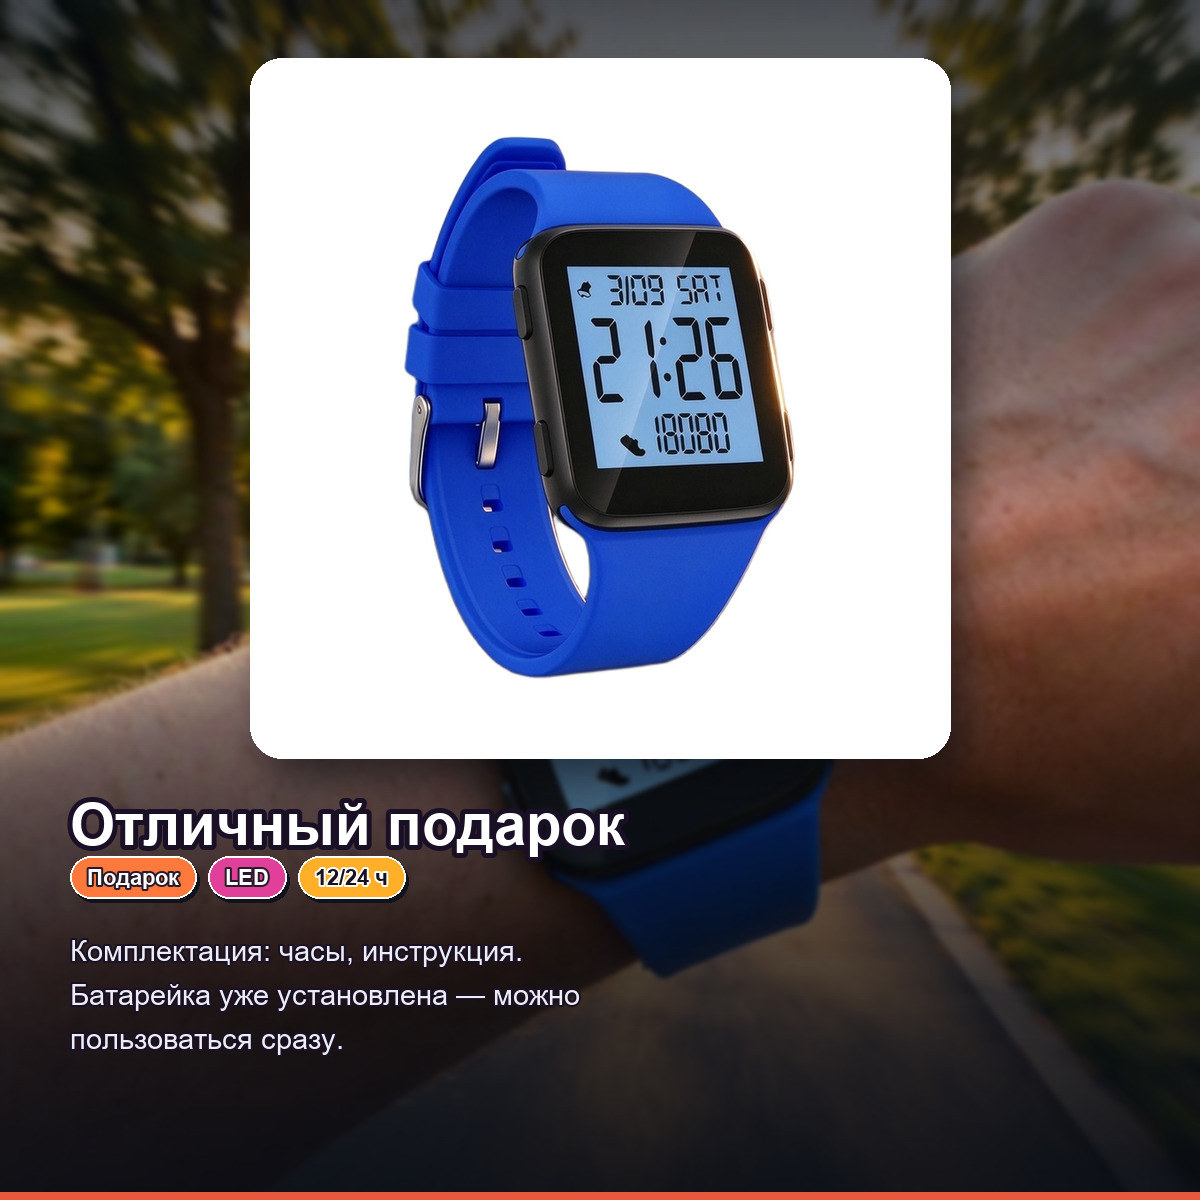 3109 SAT
21:26
18080
Отличный подарок
Подарок LED 12/24 ч
Комплектация: часы, инструкция.
Батарейка уже установлена — можно
пользоваться сразу.